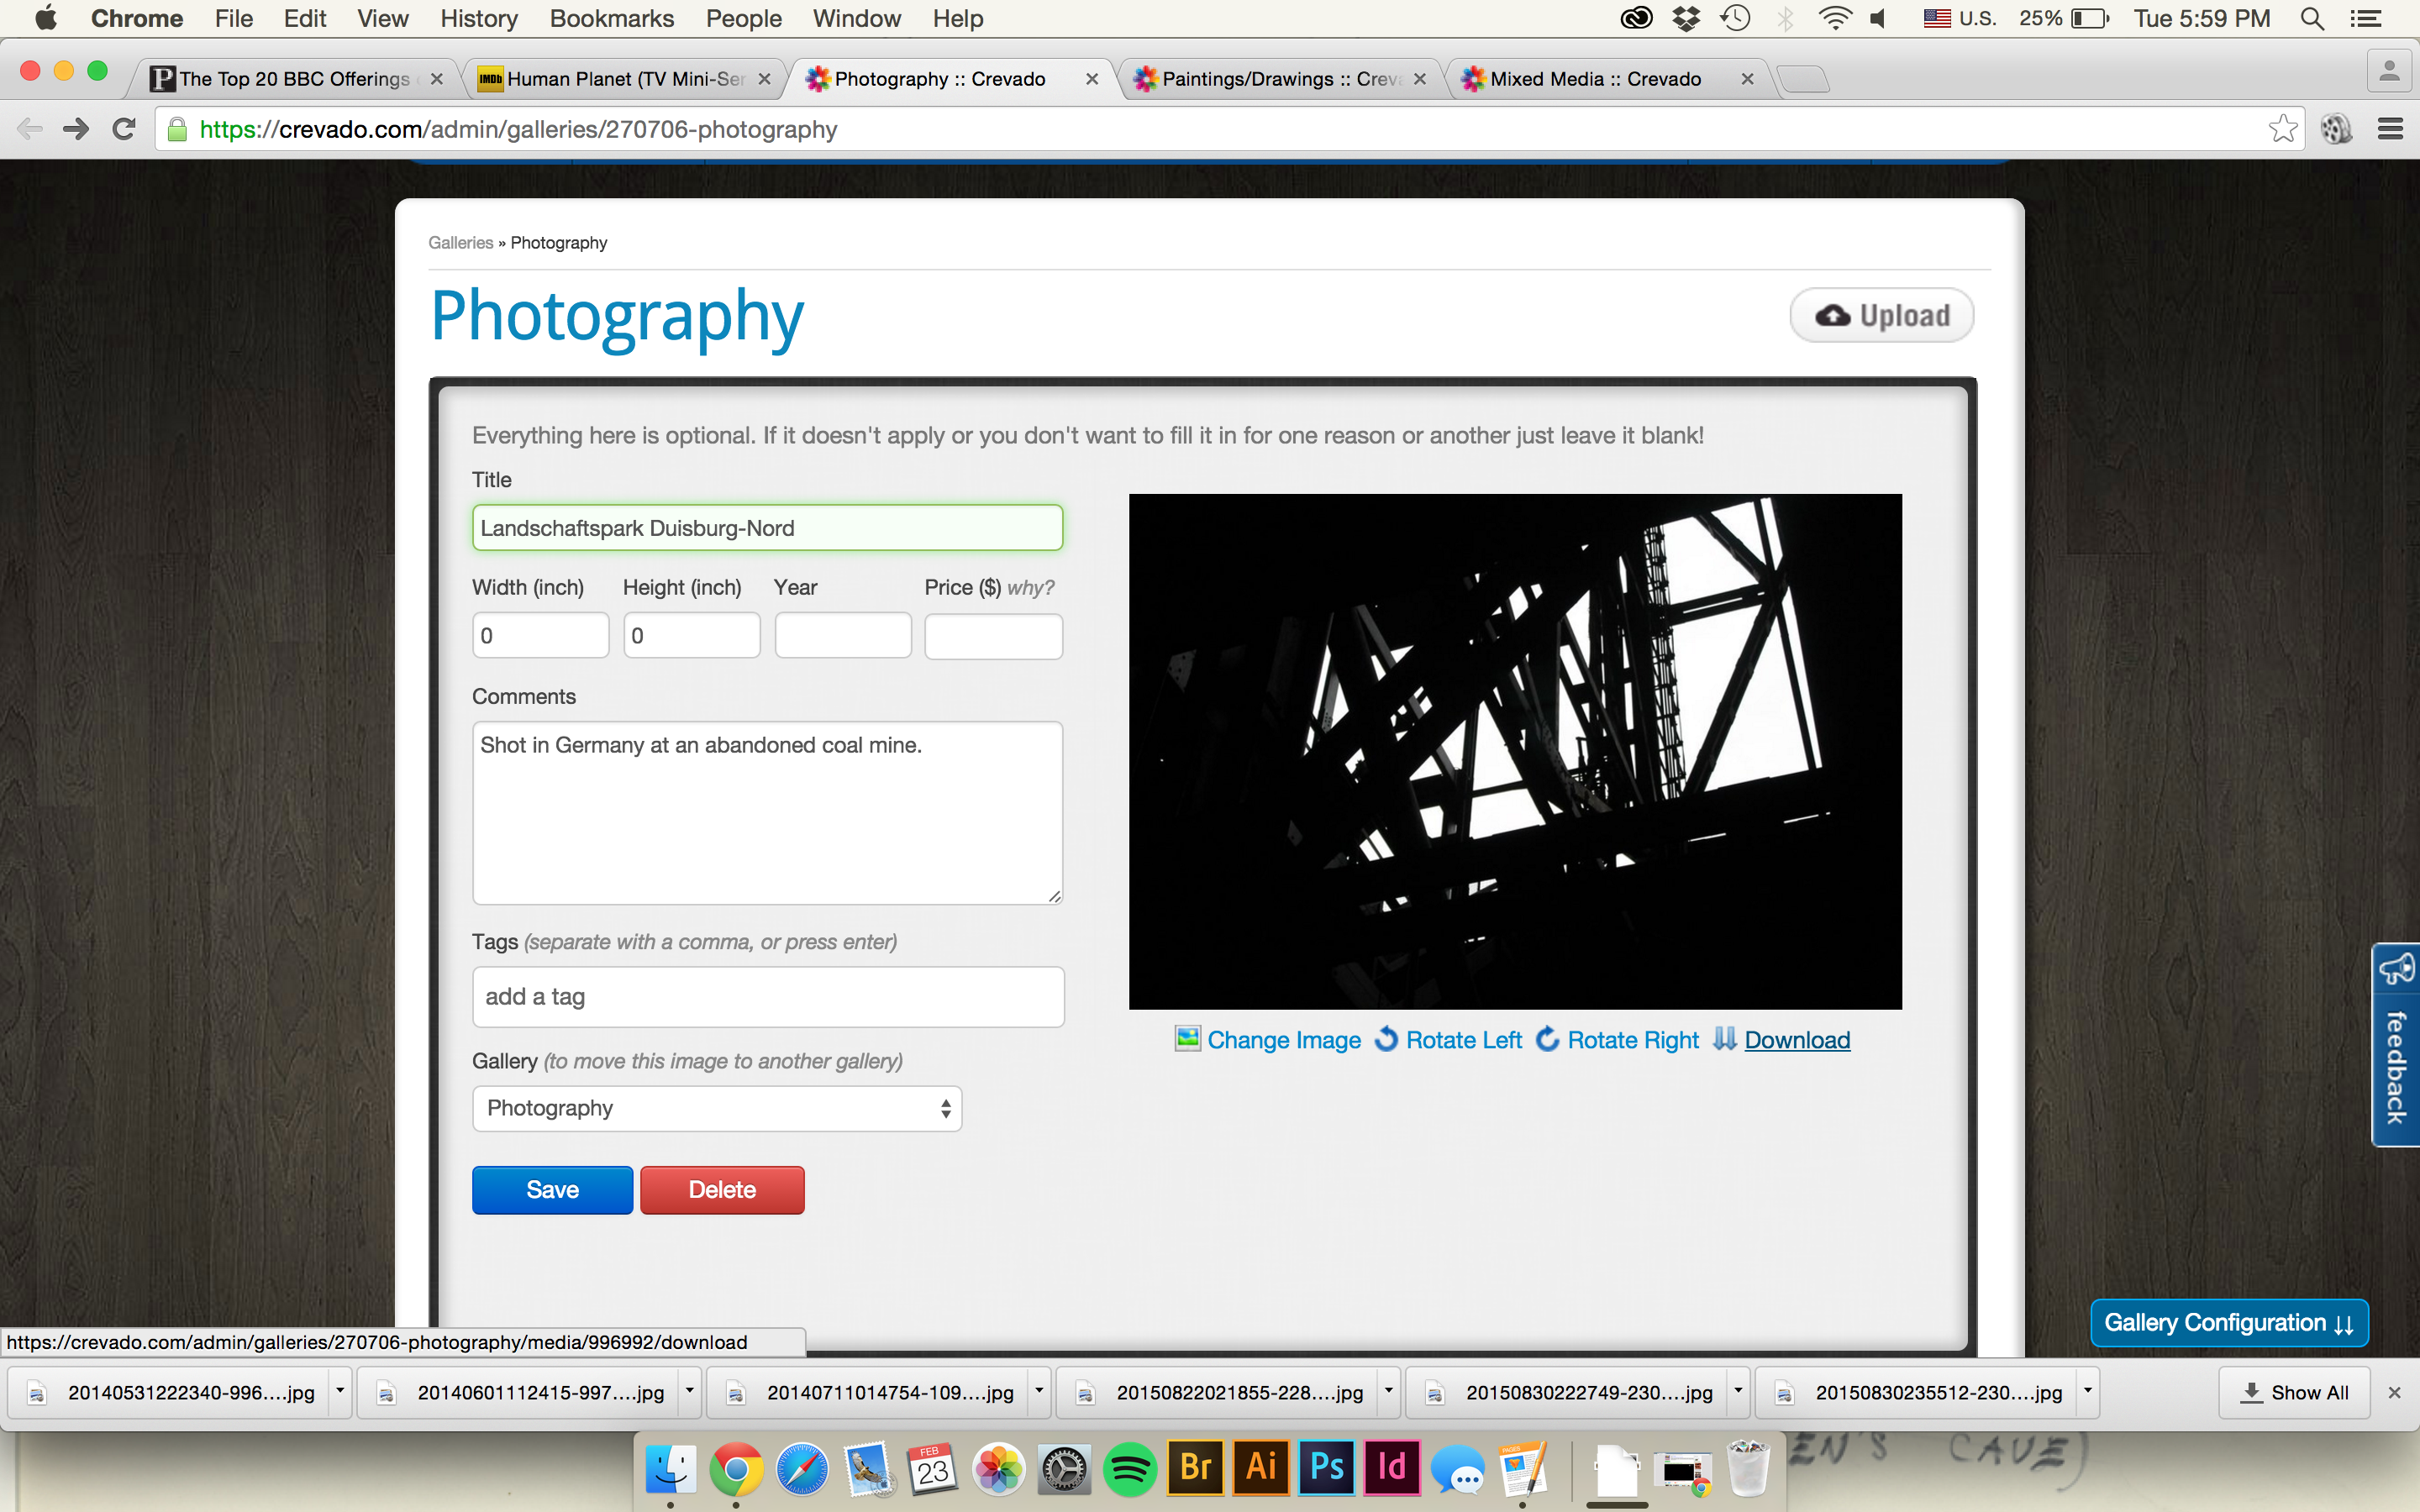 Chrome File Edit View History Bookmarks People Window Help U.S. 25% Tue 5:59 PM
P The Top 20 BBC Offerings IMDb Human Planet (TV Mini-Ser Photography :: Crevado Paintings/Drawings :: Creva Mixed Media :: Crevado
https://crevado.com/admin/galleries/270706-photography
Galleries » Photography
Photography
Upload
Everything here is optional. If it doesn't apply or you don't want to fill it in for one reason or another just leave it blank!
Title
Landschaftspark Duisburg-Nord
Width (inch) Height (inch) Year Price ($) why?
0 0
Comments
Shot in Germany at an abandoned coal mine.
Tags (separate with a comma, or press enter)
add a tag
Change Image Rotate Left Rotate Right Download
feedback
Gallery (to move this image to another gallery)
Photography
Save Delete
Gallery Configuration ↓↓
https://crevado.com/admin/galleries/270706-photography/media/996992/download
20140531222340-996....jpg 20140601112415-997....jpg 20140711014754-109....jpg 20150822021855-228....jpg 20150830222749-230....jpg 20150830235512-230....jpg Show All
FEB
23
Br Ai Ps Id
PAGES
EN'S CAVE)